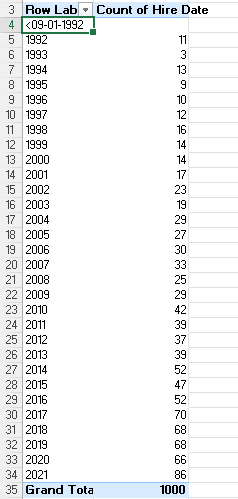 3 Row Lab Count of Hire Date
4 <09-01-1992
5 1992 11
6 1993 3
7 1994 13
8 1995 9
9 1996 10
10 1997 12
11 1998 16
12 1999 14
13 2000 14
14 2001 17
15 2002 23
16 2003 19
17 2004 29
18 2005 27
19 2006 30
20 2007 33
21 2008 25
22 2009 29
23 2010 42
24 2011 39
25 2012 37
26 2013 39
27 2014 52
28 2015 47
29 2016 52
30 2017 70
31 2018 68
32 2019 68
33 2020 66
34 2021 86
35 Grand Tota 1000